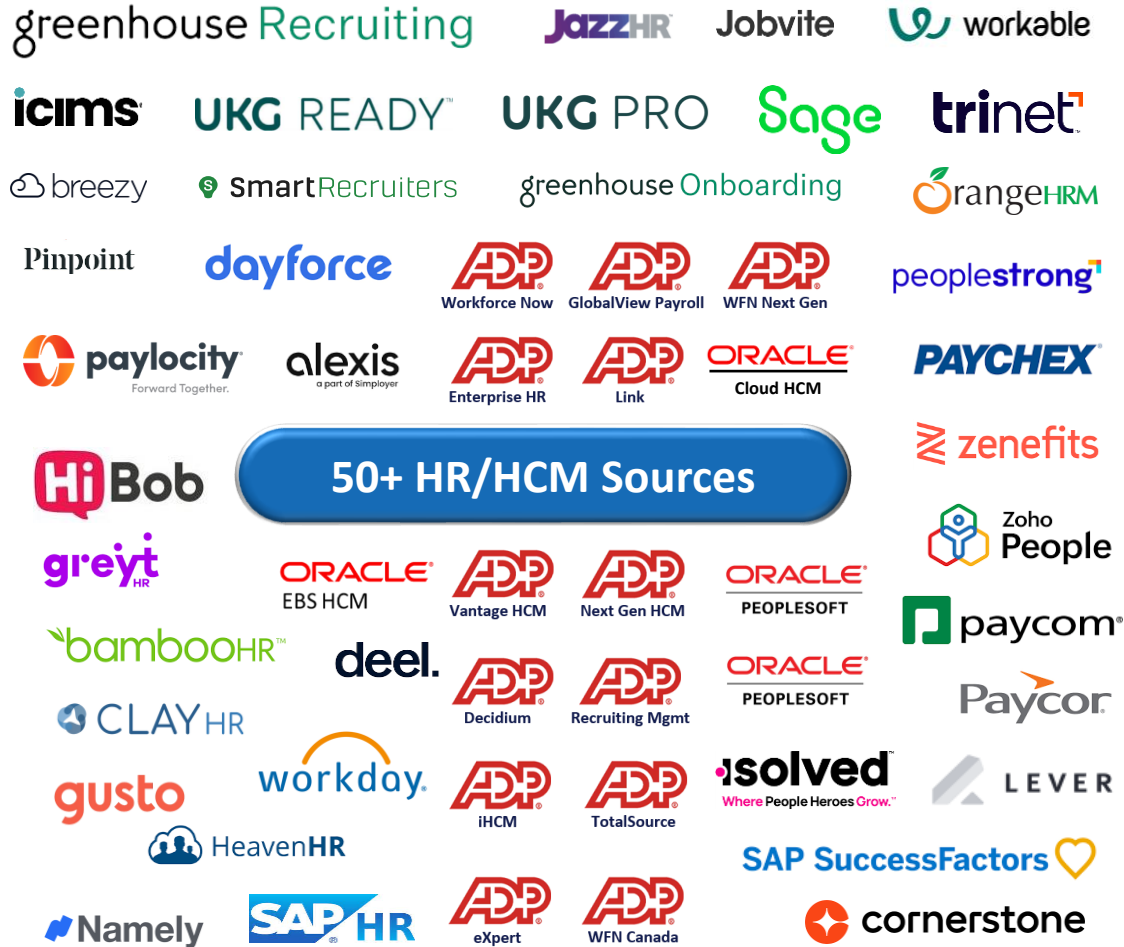 greenhouse Recruiting
JazzHR
Jobvite
workable
icims
UKG READY™
UKG PRO
Sage
trinet
breezy
SmartRecruiters
greenhouse Onboarding
OrangeHRM
Pinpoint
dayforce
ADP
Workforce Now
ADP
GlobalView Payroll
ADP
WFN Next Gen
peoplestrong
paylocity
Forward Together.
alexis
a part of Simployer
ADP
Enterprise HR
ADP
Link
ORACLE
Cloud HCM
PAYCHEX
50+ HR/HCM Sources
zenefits
HiBob
Zoho
People
greytHR
ORACLE
EBS HCM
ADP
Vantage HCM
ADP
Next Gen HCM
ORACLE
PEOPLESOFT
paycom
bambooHR™
deel.
ADP
Decidium
ADP
Recruiting Mgmt
ORACLE
PEOPLESOFT
Paycor
CLAY HR
gusto
workday.
ADP
iHCM
ADP
TotalSource
isolved
Where People Heroes Grow.™
LEVER
HeavenHR
SAP SuccessFactors
Namely
SAP HR
ADP
eXpert
ADP
WFN Canada
cornerstone